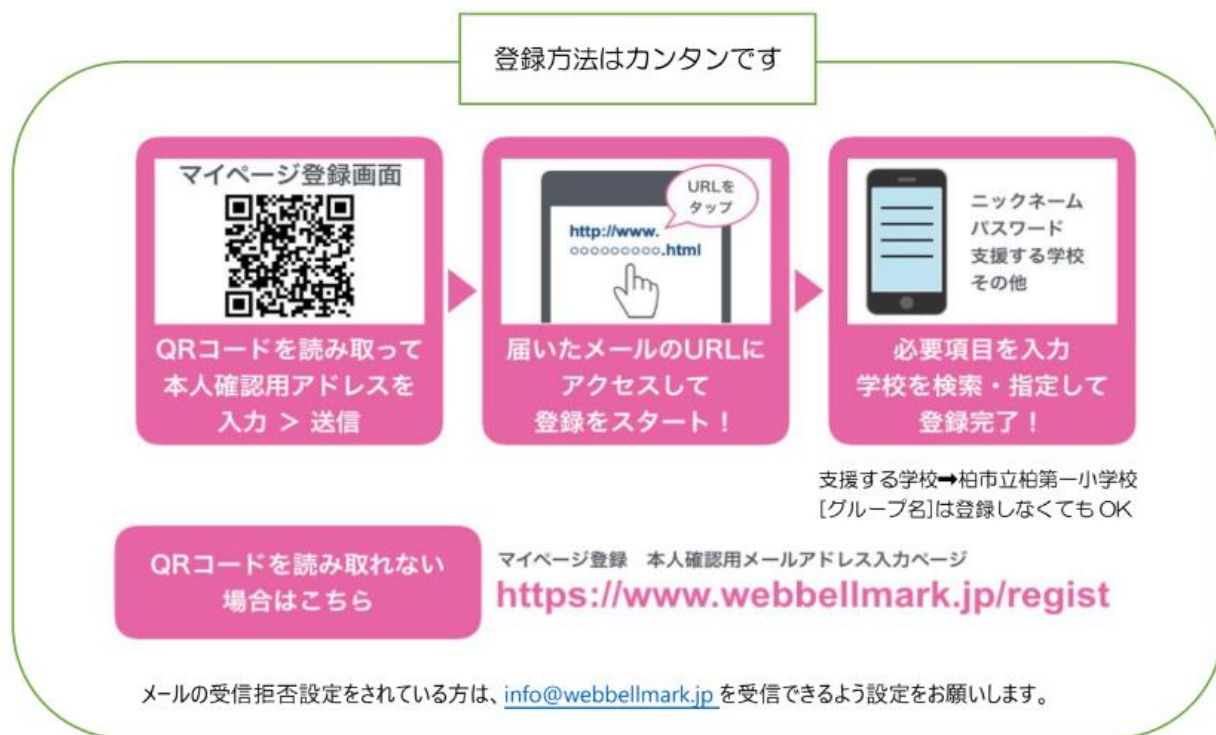 登録方法はカンタンです
マイページ登録画面
QRコードを読み取って
本人確認用アドレスを
入力 > 送信
URLを
タップ
http://www.
○○○○○○○○○.html
届いたメールのURLに
アクセスして
登録をスタート！
ニックネーム
パスワード
支援する学校
その他
必要項目を入力
学校を検索・指定して
登録完了！
支援する学校➡柏市立柏第一小学校
[グループ名]は登録しなくてもOK
QRコードを読み取れない
場合はこちら
マイページ登録　本人確認用メールアドレス入力ページ
https://www.webbellmark.jp/regist
メールの受信拒否設定をされている方は、info@webbellmark.jp を受信できるよう設定をお願いします。